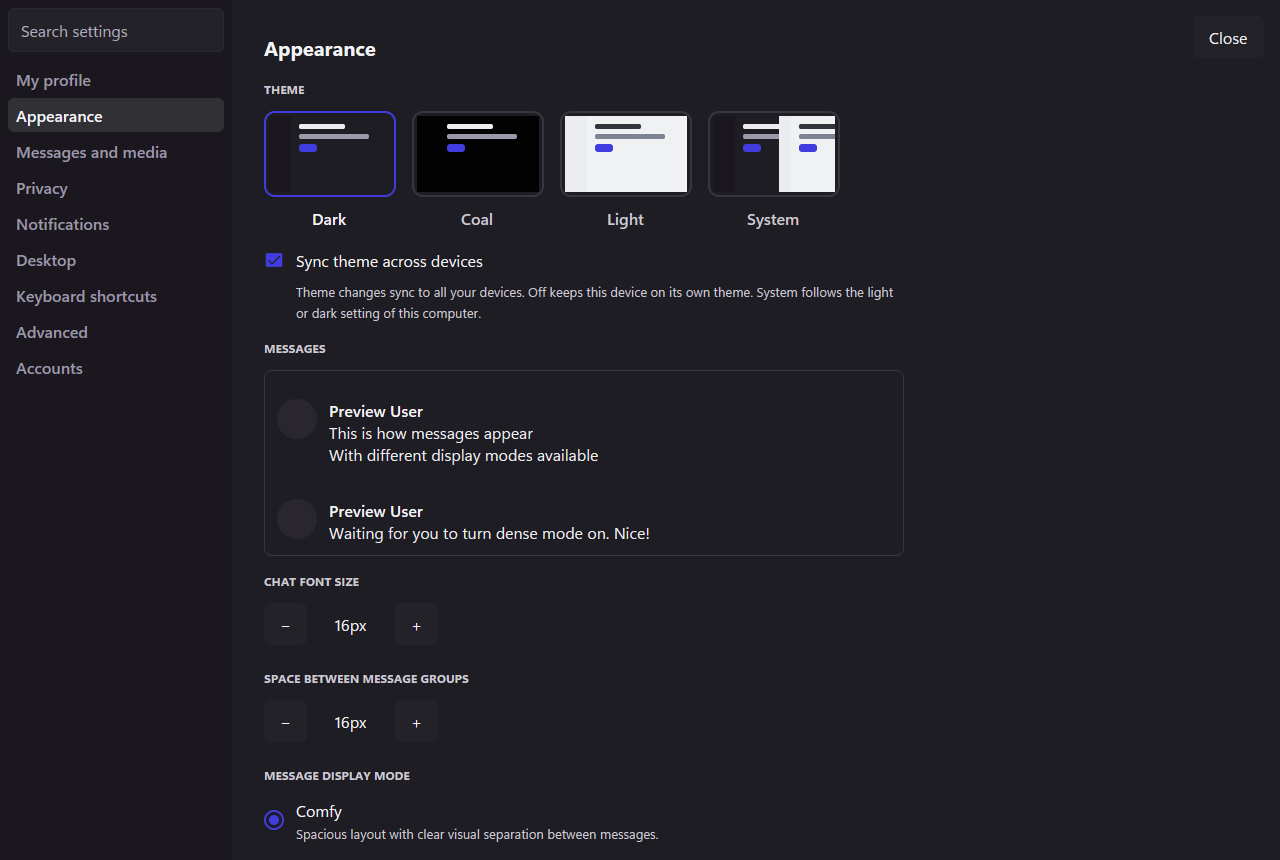 Search settings
Close
My profile
Appearance
Messages and media
Privacy
Notifications
Desktop
Keyboard shortcuts
Advanced
Accounts
Appearance
THEME
Dark
Coal
Light
System
Sync theme across devices
Theme changes sync to all your devices. Off keeps this device on its own theme. System follows the light
or dark setting of this computer.
MESSAGES
Preview User
This is how messages appear
With different display modes available
Preview User
Waiting for you to turn dense mode on. Nice!
CHAT FONT SIZE
– 16px +
SPACE BETWEEN MESSAGE GROUPS
– 16px +
MESSAGE DISPLAY MODE
Comfy
Spacious layout with clear visual separation between messages.